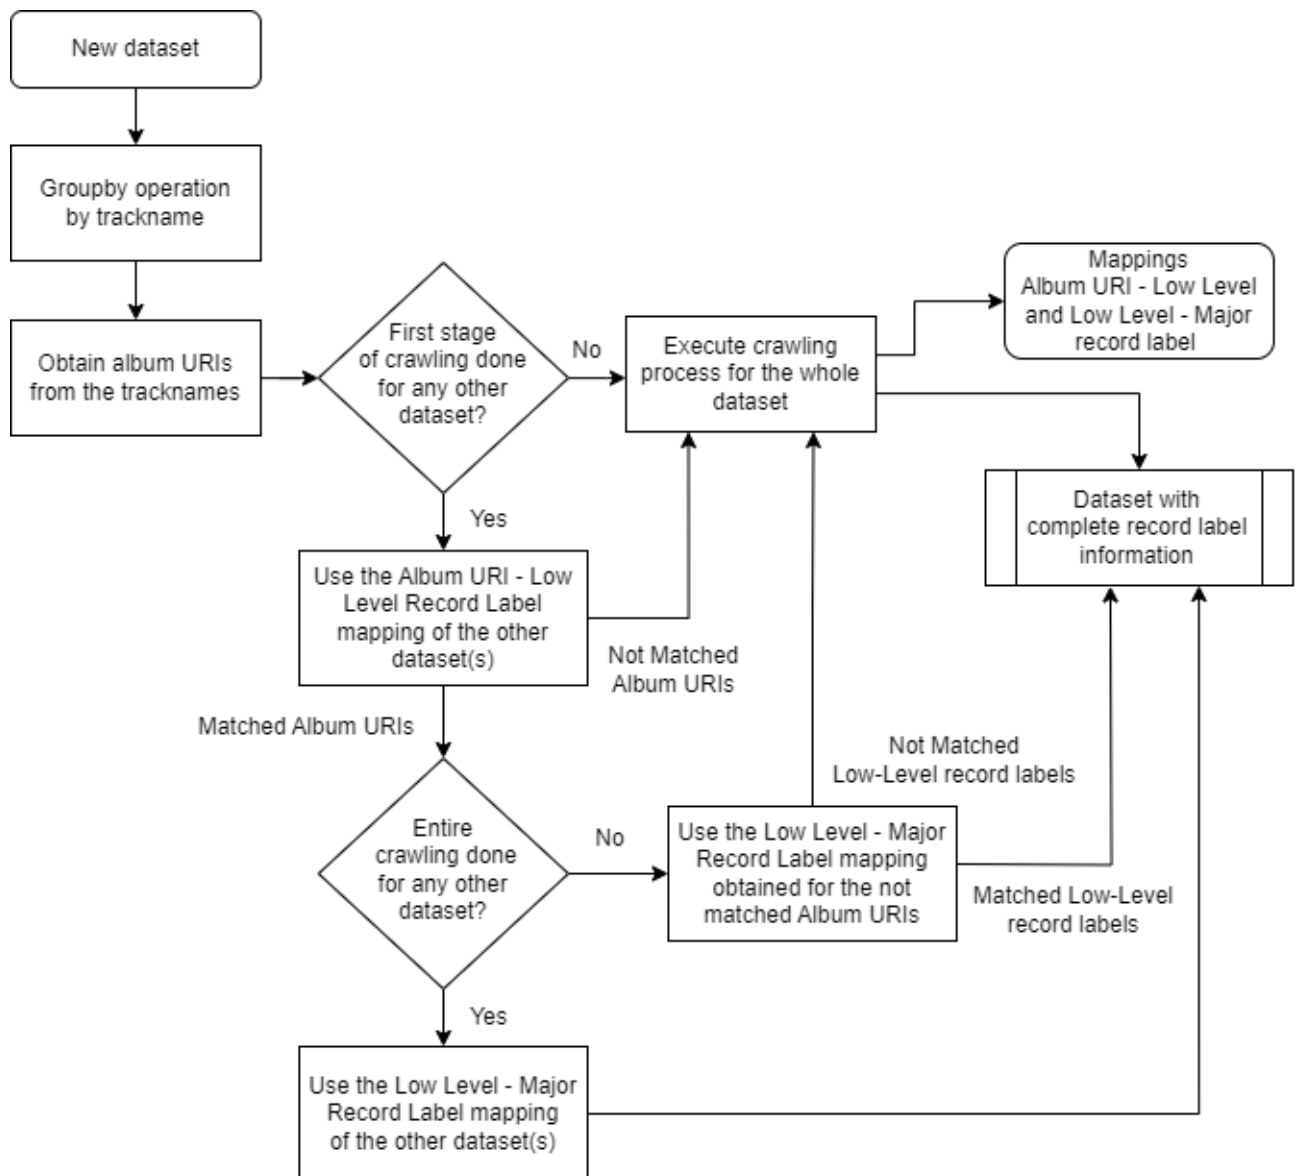 New dataset
Groupby operation
by trackname
Obtain album URIs
from the tracknames
First stage
of crawling done
for any other
dataset?
No
Execute crawling
process for the whole
dataset
Mappings
Album URI - Low Level
and Low Level - Major
record label
Dataset with
complete record label
information
Yes
Use the Album URI - Low
Level Record Label
mapping of the other
dataset(s)
Not Matched
Album URIs
Matched Album URIs
Not Matched
Low-Level record labels
Entire
crawling done
for any other
dataset?
No
Use the Low Level - Major
Record Label mapping
obtained for the not
matched Album URIs
Matched Low-Level
record labels
Yes
Use the Low Level - Major
Record Label mapping
of the other dataset(s)